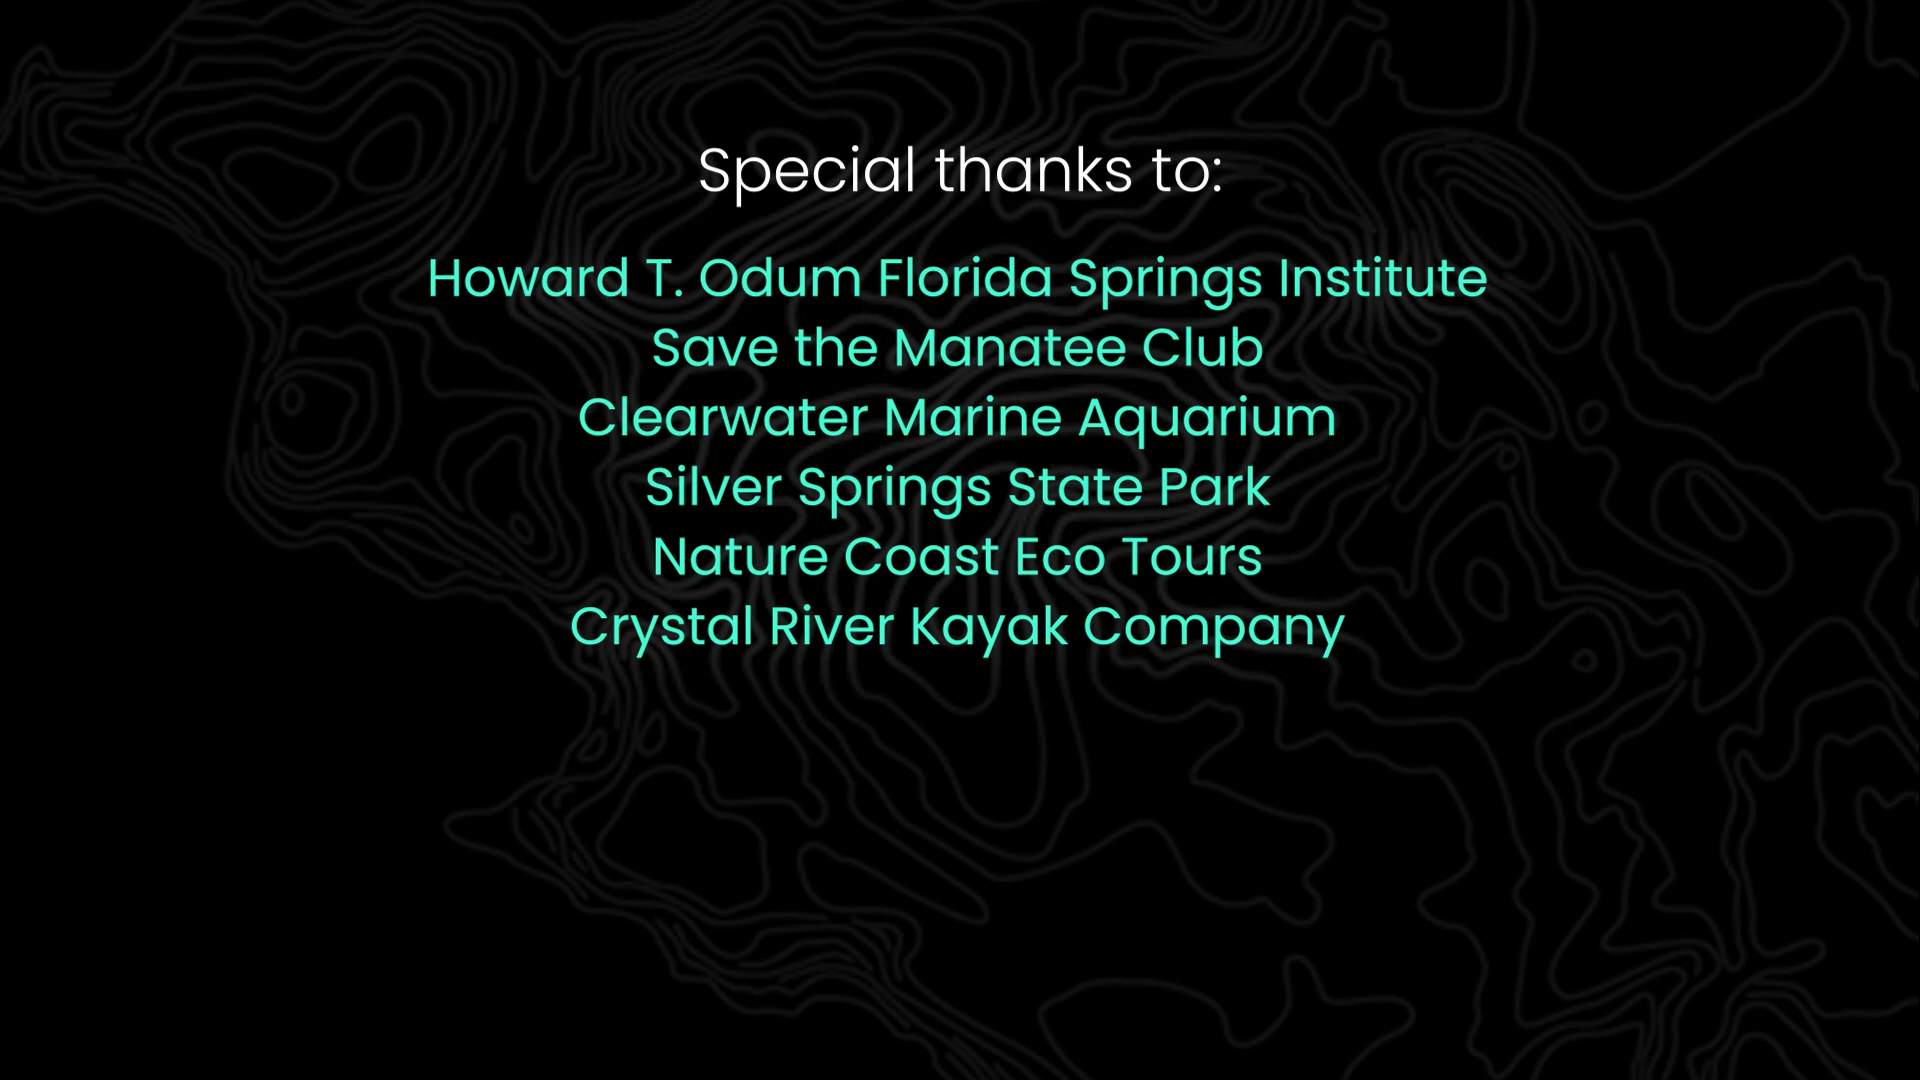 Special thanks to:
Howard T. Odum Florida Springs Institute
Save the Manatee Club
Clearwater Marine Aquarium
Silver Springs State Park
Nature Coast Eco Tours
Crystal River Kayak Company